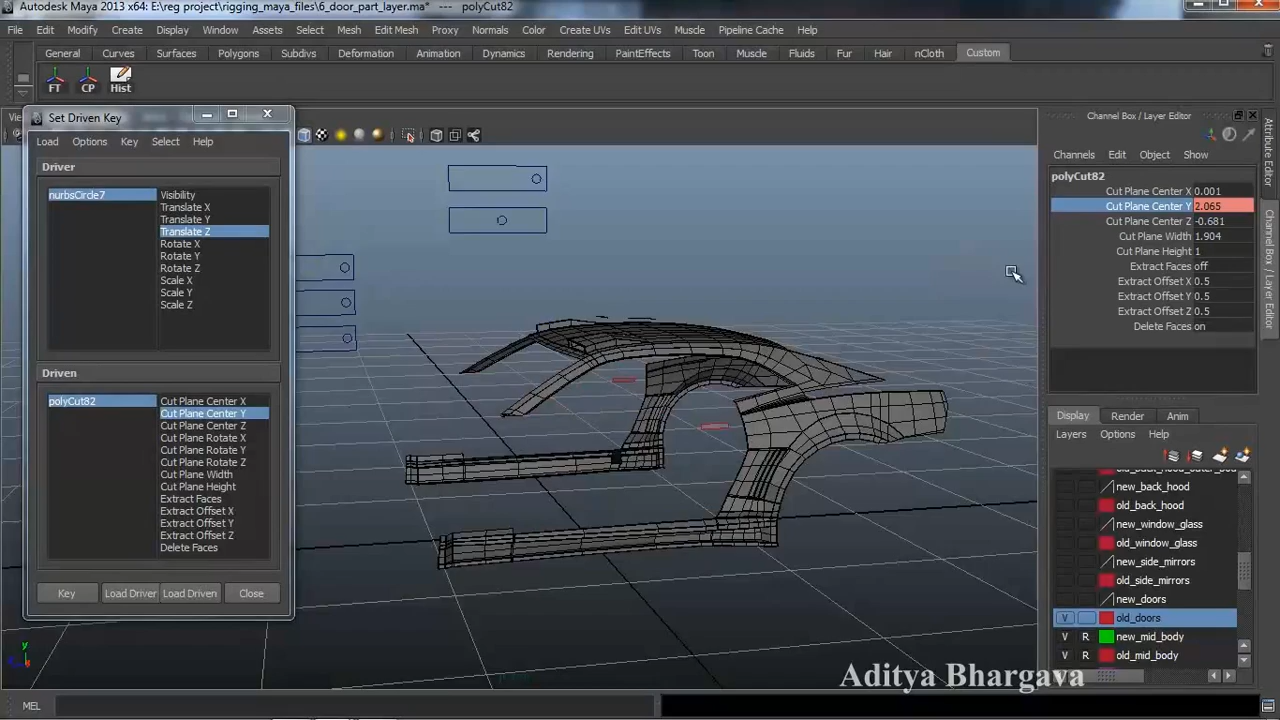 Autodesk Maya 2013 x64: E:\reg project\rigging_maya_files\6_door_part_layer.ma* --- polyCut82
File Edit Modify Create Display Window Assets Select Mesh Edit Mesh Proxy Normals Color Create UVs Edit UVs Muscle Pipeline Cache Help
General Curves Surfaces Polygons Subdivs Deformation Animation Dynamics Rendering PaintEffects Toon Muscle Fluids Fur Hair nCloth Custom
FT CP Hist
Set Driven Key
Load Options Key Select Help
Driver
nurbsCircle7 Visibility
Translate X
Translate Y
Translate Z
Rotate X
Rotate Y
Rotate Z
Scale X
Scale Y
Scale Z
Driven
polyCut82 Cut Plane Center X
Cut Plane Center Y
Cut Plane Center Z
Cut Plane Rotate X
Cut Plane Rotate Y
Cut Plane Rotate Z
Cut Plane Width
Cut Plane Height
Extract Faces
Extract Offset X
Extract Offset Y
Extract Offset Z
Delete Faces
Key Load Driver Load Driven Close
Channel Box / Layer Editor
Channels Edit Object Show
polyCut82
Cut Plane Center X 0.001
Cut Plane Center Y 2.065
Cut Plane Center Z -0.681
Cut Plane Width 1.904
Cut Plane Height 1
Extract Faces off
Extract Offset X 0.5
Extract Offset Y 0.5
Extract Offset Z 0.5
Delete Faces on
Attribute Editor
Channel Box / Layer Editor
Display Render Anim
Layers Options Help
new_back_hood
old_back_hood
new_window_glass
old_window_glass
new_side_mirrors
old_side_mirrors
new_doors
V old_doors
V R new_mid_body
V R old_mid_body
y
Aditya Bhargava
MEL